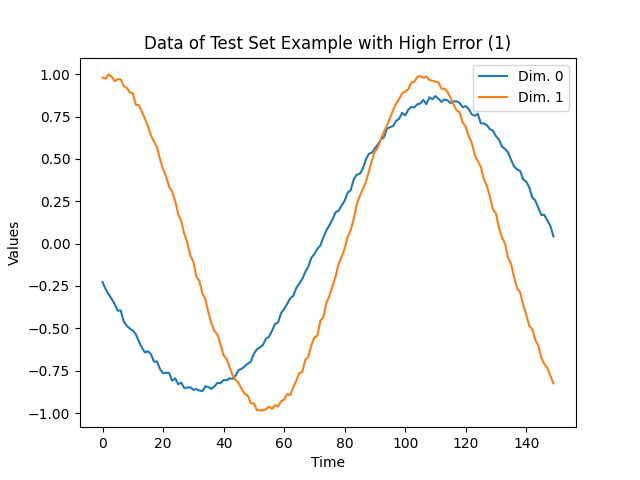 Data of Test Set Example with High Error (1)
Dim. 0
Dim. 1
1.00
0.75
0.50
0.25
0.00
−0.25
−0.50
−0.75
−1.00
Values
0 20 40 60 80 100 120 140
Time